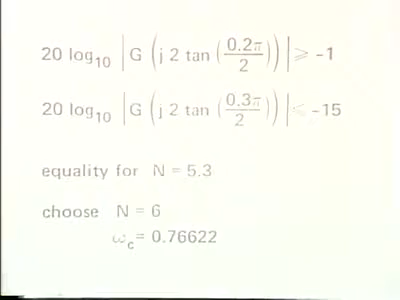 20 log₁₀ |G (j 2 tan (0.2π/2))| ⩾ -1
20 log₁₀ |G (j 2 tan (0.3π/2))| ⩽ -15
equality for N = 5.3
choose N = 6
ω_c = 0.76622